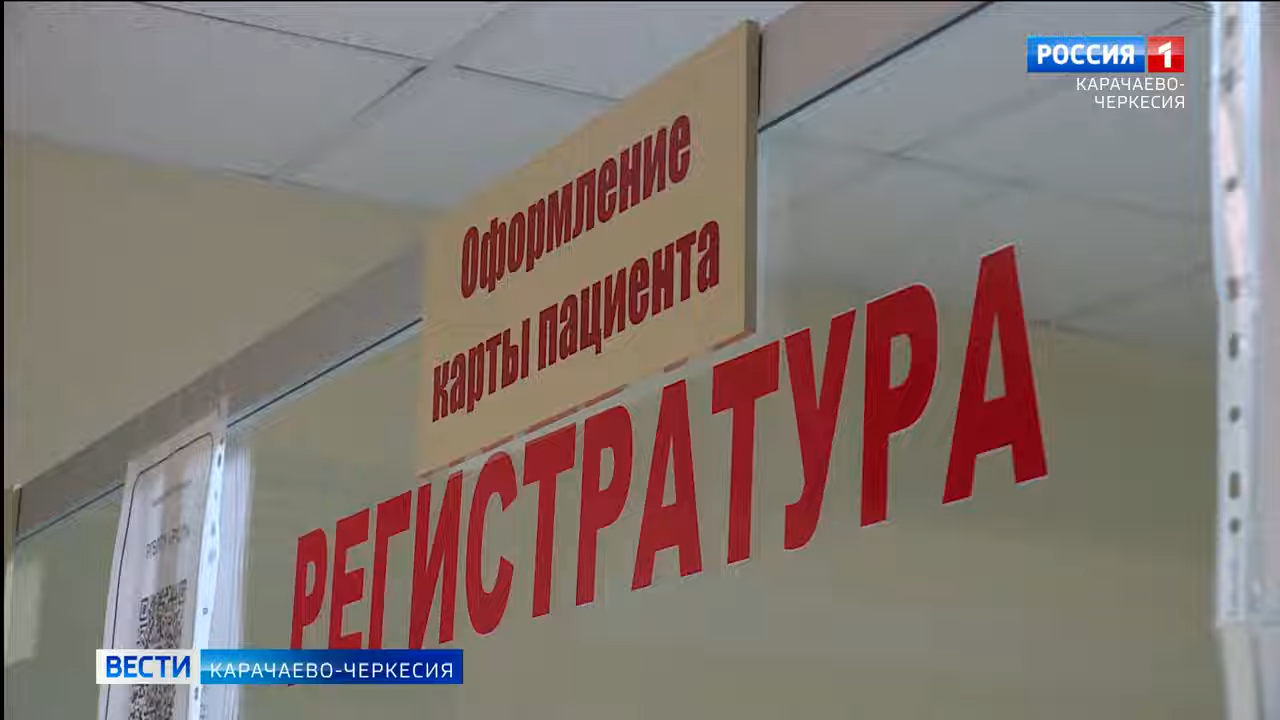 РОССИЯ 1
КАРАЧАЕВО-
ЧЕРКЕСИЯ
Оформление
карты пациента
РЕГИСТРАТУРА
ВЕСТИ КАРАЧАЕВО-ЧЕРКЕСИЯ